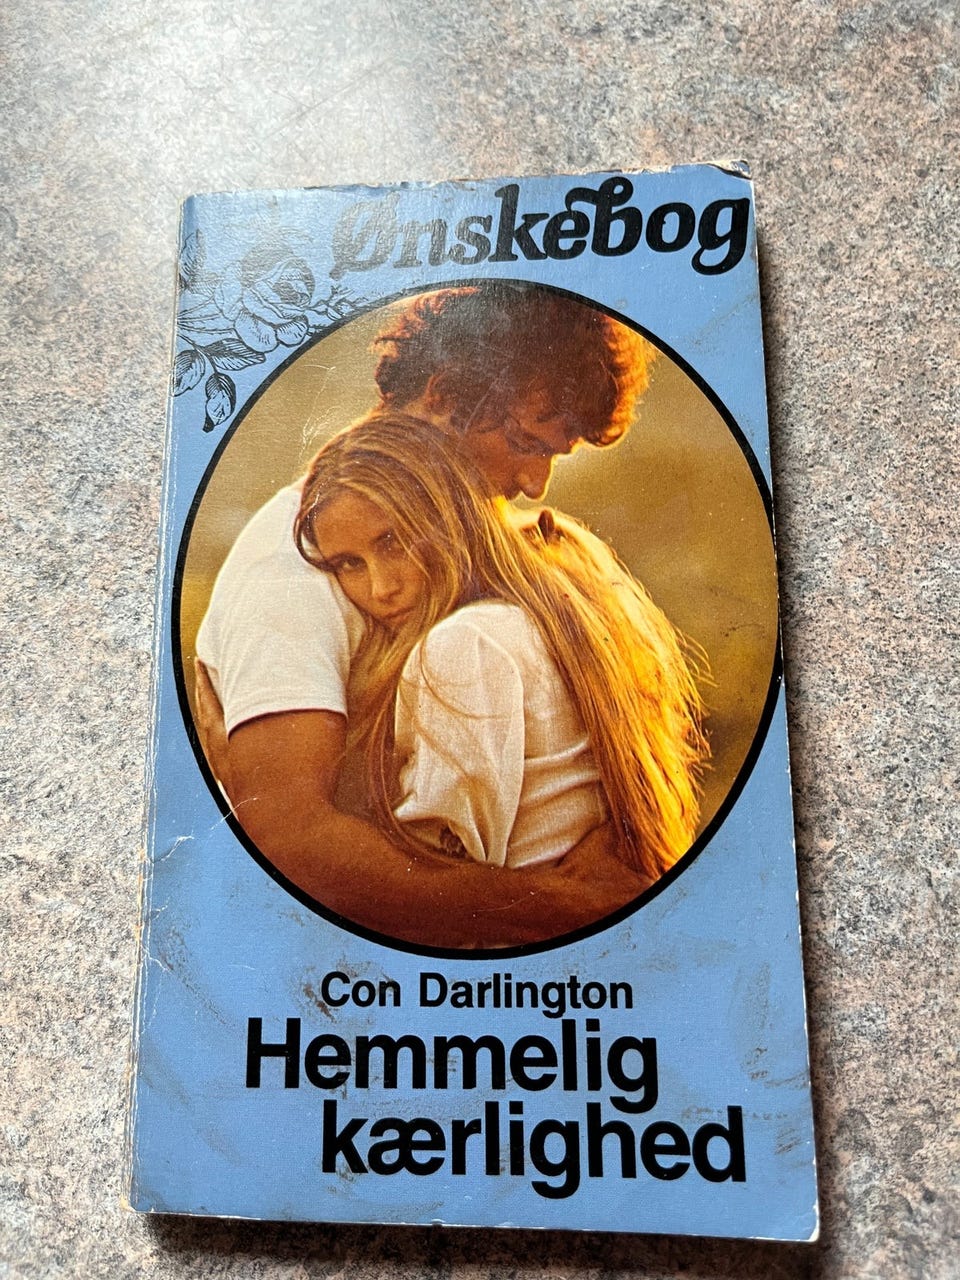 Ønskebog
Con Darlington
Hemmelig
kærlighed